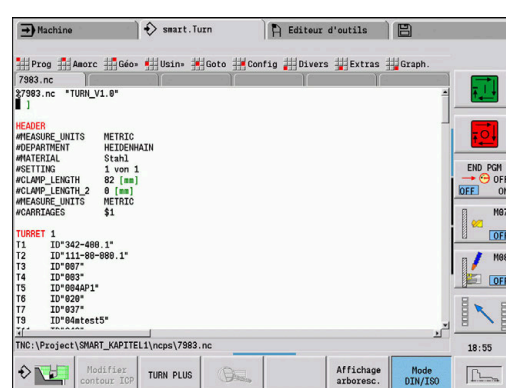 Machine
smart.Turn
Editeur d'outils
Prog Amorc Géo» Usin» Goto Config Divers Extras Graph.
7983.nc
%7983.nc "TURN_V1.0"
]
HEADER
#MEASURE_UNITS METRIC
#DEPARTMENT HEIDENHAIN
#MATERIAL Stahl
#SETTING 1 von 1
#CLAMP_LENGTH 82 [mm]
#CLAMP_LENGTH_2 0 [mm]
#MEASURE_UNITS METRIC
#CARRIAGES $1
TURRET 1
T1 ID"342-400.1"
T2 ID"111-80-080.1"
T3 ID"007"
T4 ID"003"
T5 ID"004AP1"
T6 ID"020"
T7 ID"037"
T9 ID"04mtest5"
TNC:\Project\SMART_KAPITEL1\ncps\7983.nc
END PGM
OFF
OFF ON
M07
OFF
M08
OFF
18:55
Modifier
contour ICP
TURN PLUS
Affichage
arboresc.
Mode
DIN/ISO